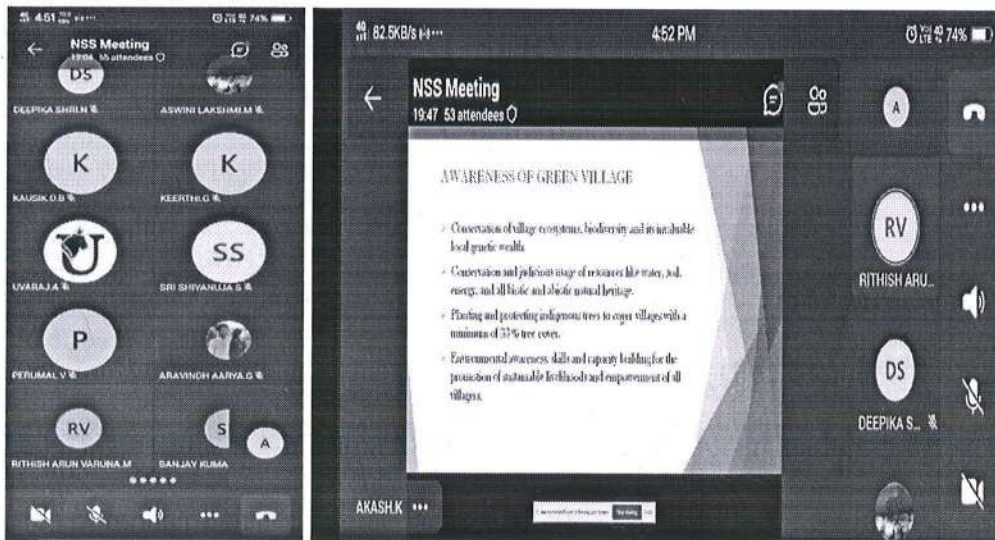 4:51
74%
NSS Meeting
19:04 55 attendees
DS
DEEPIKA SHRI.N
ASWINI LAKSHMI.M
K
K
KAUSIK.D.B
KEERTHI.G
U
SS
UVARAJ.A
SRI SHIVANUJA S
P
PERUMAL V
ARAVINDH AARYA.G
RV
S
A
RITHISH ARUN VARUNA.M
SANJAY KUMA
4G 82.5KB/s
4:52 PM
LTE 74%
NSS Meeting
19:47 53 attendees
A
AWARENESS OF GREEN VILLAGE
Conservation of village ecosystems, biodiversity and its invaluable
local genetic wealth.
Conservation and judicious usage of resources like water, soil,
energy, and all biotic and abiotic natural heritage.
Planting and protecting indigenous trees to cover villages with a
minimum of 33% tree cover.
Environmental awareness, skills and capacity building for the
promotion of sustainable livelihoods and empowerment of all
villagers.
RV
RITHISH ARU...
DS
DEEPIKA S...
AKASH.K